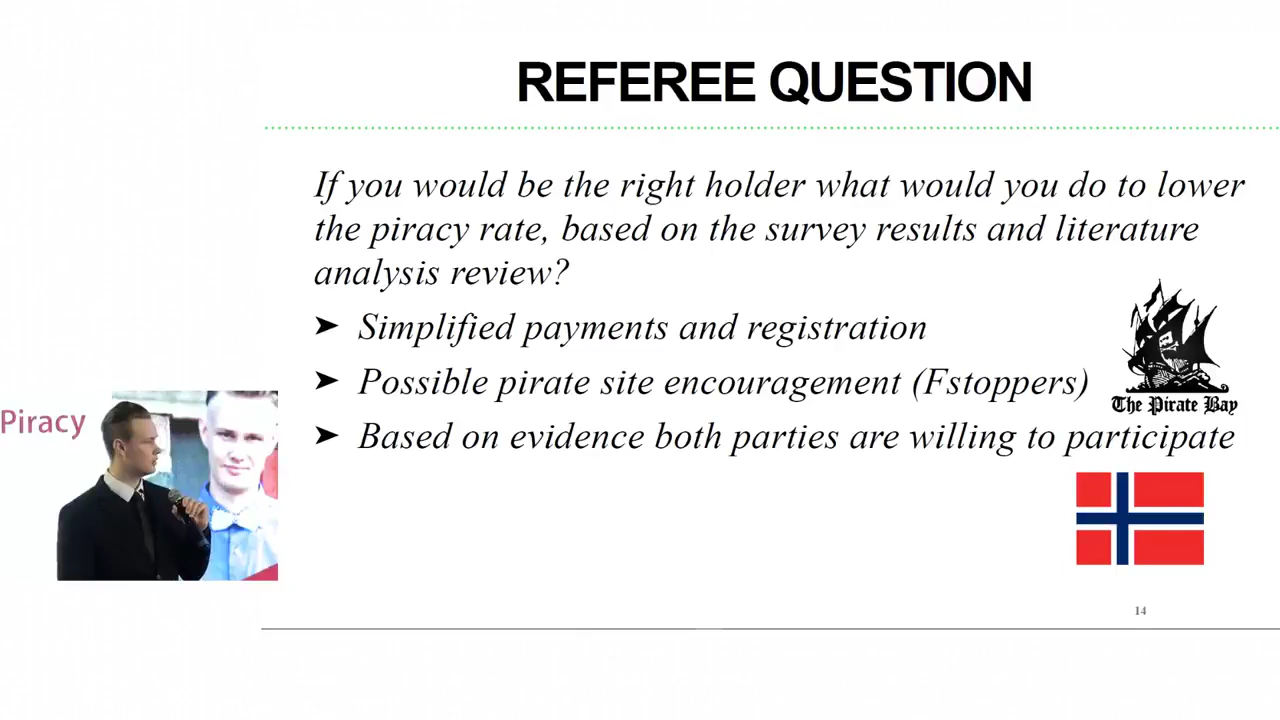 REFEREE QUESTION
If you would be the right holder what would you do to lower
the piracy rate, based on the survey results and literature
analysis review?
➤ Simplified payments and registration
➤ Possible pirate site encouragement (Fstoppers)
The Pirate Bay
➤ Based on evidence both parties are willing to participate
Piracy
14